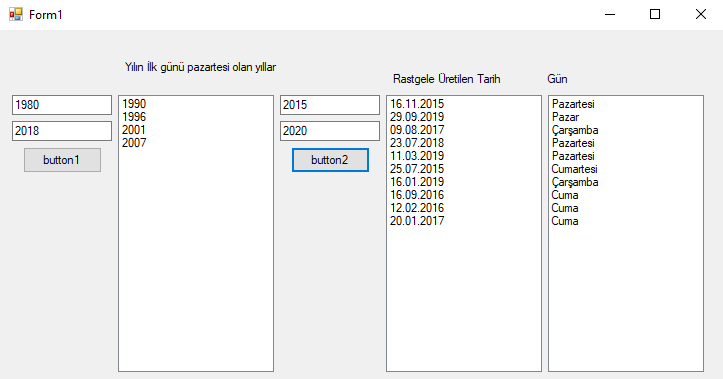 Form1
Yılın İlk günü pazartesi olan yıllar
Rastgele Üretilen Tarih
Gün
1980
2018
button1
1990
1996
2001
2007
2015
2020
button2
16.11.2015
29.09.2019
09.08.2017
23.07.2018
11.03.2019
25.07.2015
16.01.2019
16.09.2016
12.02.2016
20.01.2017
Pazartesi
Pazar
Çarşamba
Pazartesi
Pazartesi
Cumartesi
Çarşamba
Cuma
Cuma
Cuma